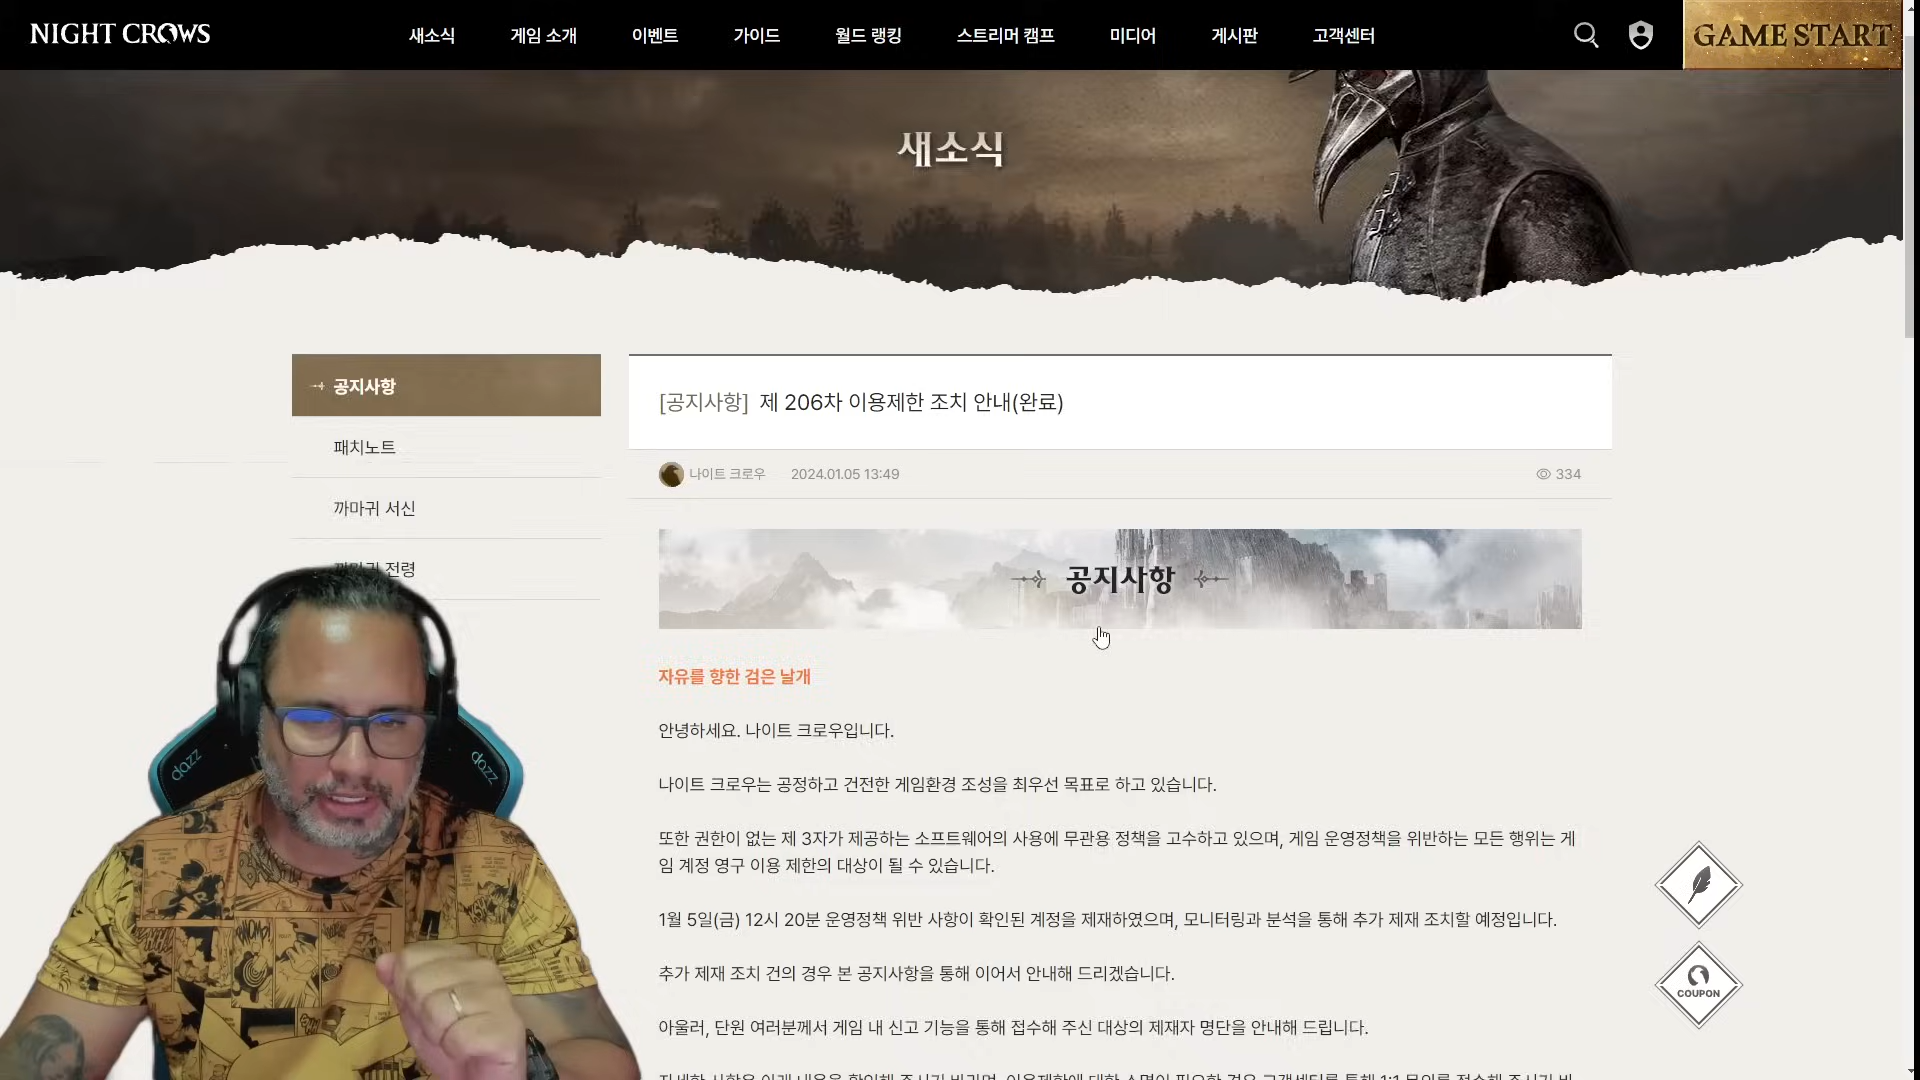 NIGHT CROWS
새소식 게임 소개 이벤트 가이드 월드 랭킹 스트리머 캠프 미디어 게시판 고객센터
GAME START
새소식
공지사항
패치노트
까마귀 서신
전령
[공지사항] 제 206차 이용제한 조치 안내(완료)
나이트 크로우 2024.01.05 13:49 334
공지사항
자유를 향한 검은 날개
안녕하세요. 나이트 크로우입니다.
나이트 크로우는 공정하고 건전한 게임환경 조성을 최우선 목표로 하고 있습니다.
또한 권한이 없는 제 3자가 제공하는 소프트웨어의 사용에 무관용 정책을 고수하고 있으며, 게임 운영정책을 위반하는 모든 행위는 게
임 계정 영구 이용 제한의 대상이 될 수 있습니다.
1월 5일(금) 12시 20분 운영정책 위반 사항이 확인된 계정을 제재하였으며, 모니터링과 분석을 통해 추가 제재 조치할 예정입니다.
추가 제재 조치 건의 경우 본 공지사항을 통해 이어서 안내해 드리겠습니다.
아울러, 단원 여러분께서 게임 내 신고 기능을 통해 접수해 주신 대상의 제재자 명단을 안내해 드립니다.
COUPON
dazz
dazz